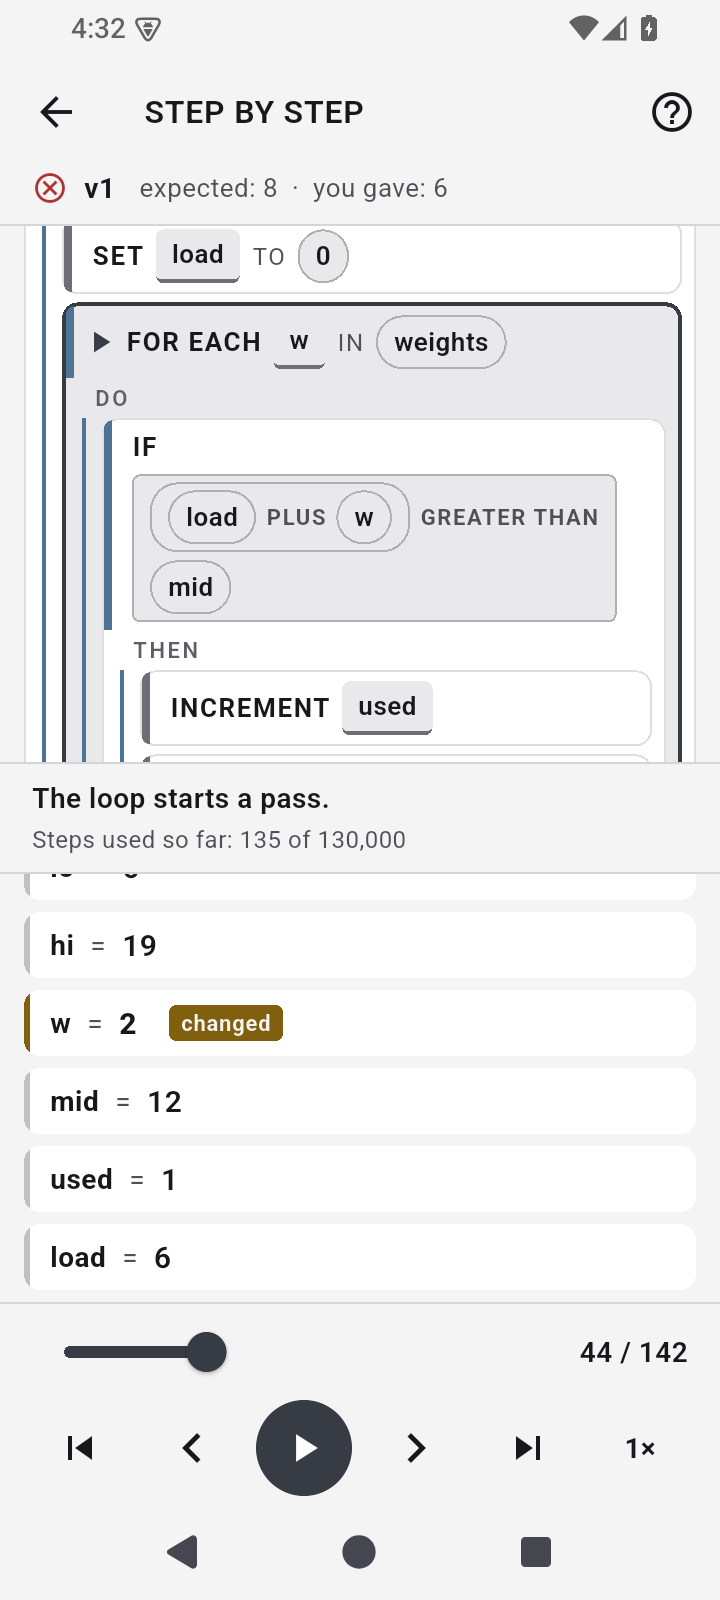 4:32
STEP BY STEP
v1 expected: 8 · you gave: 6
SET load TO 0
FOR EACH w IN weights
DO
IF
load PLUS w GREATER THAN
mid
THEN
INCREMENT used
The loop starts a pass.
Steps used so far: 135 of 130,000
hi = 19
w = 2 changed
mid = 12
used = 1
load = 6
44 / 142
1×